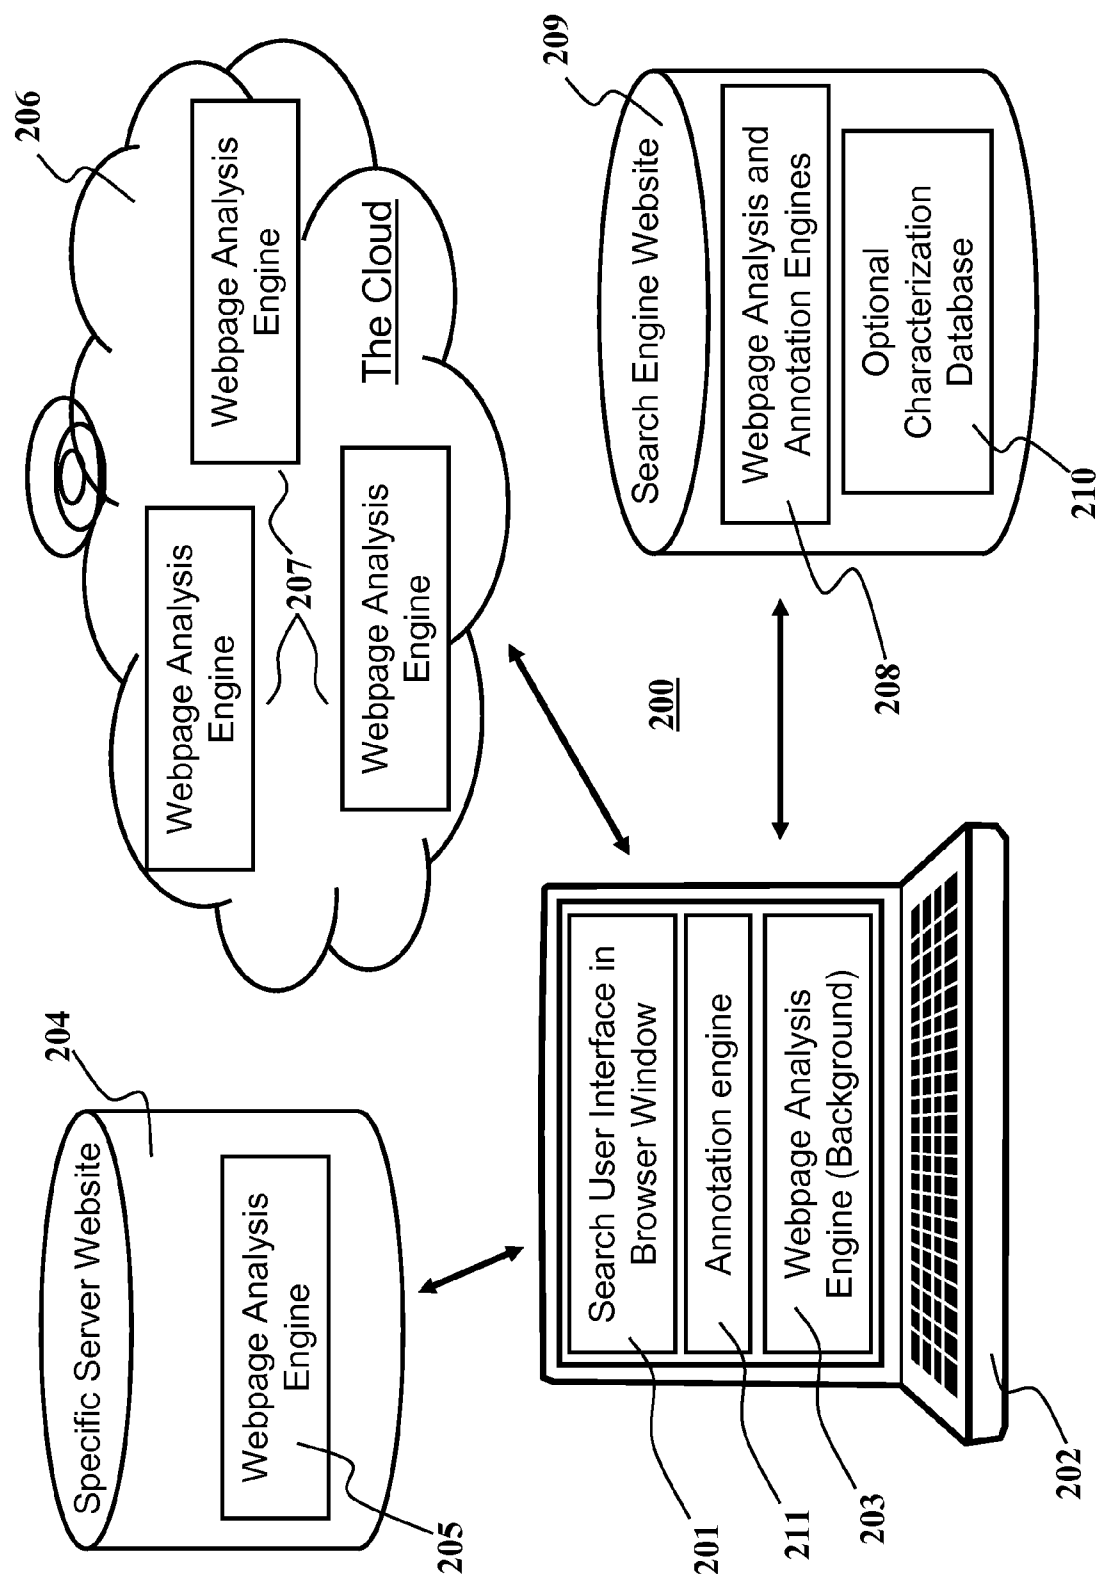 204
Specific Server Website
Webpage Analysis
Engine
205
206
Webpage Analysis
Engine
Webpage Analysis
Engine
207
Webpage Analysis
Engine
The Cloud
200
Search User Interface in
Browser Window
Annotation engine
Webpage Analysis
Engine (Background)
201
211
203
202
209
Search Engine Website
Webpage Analysis and
Annotation Engines
Optional
Characterization
Database
208
210